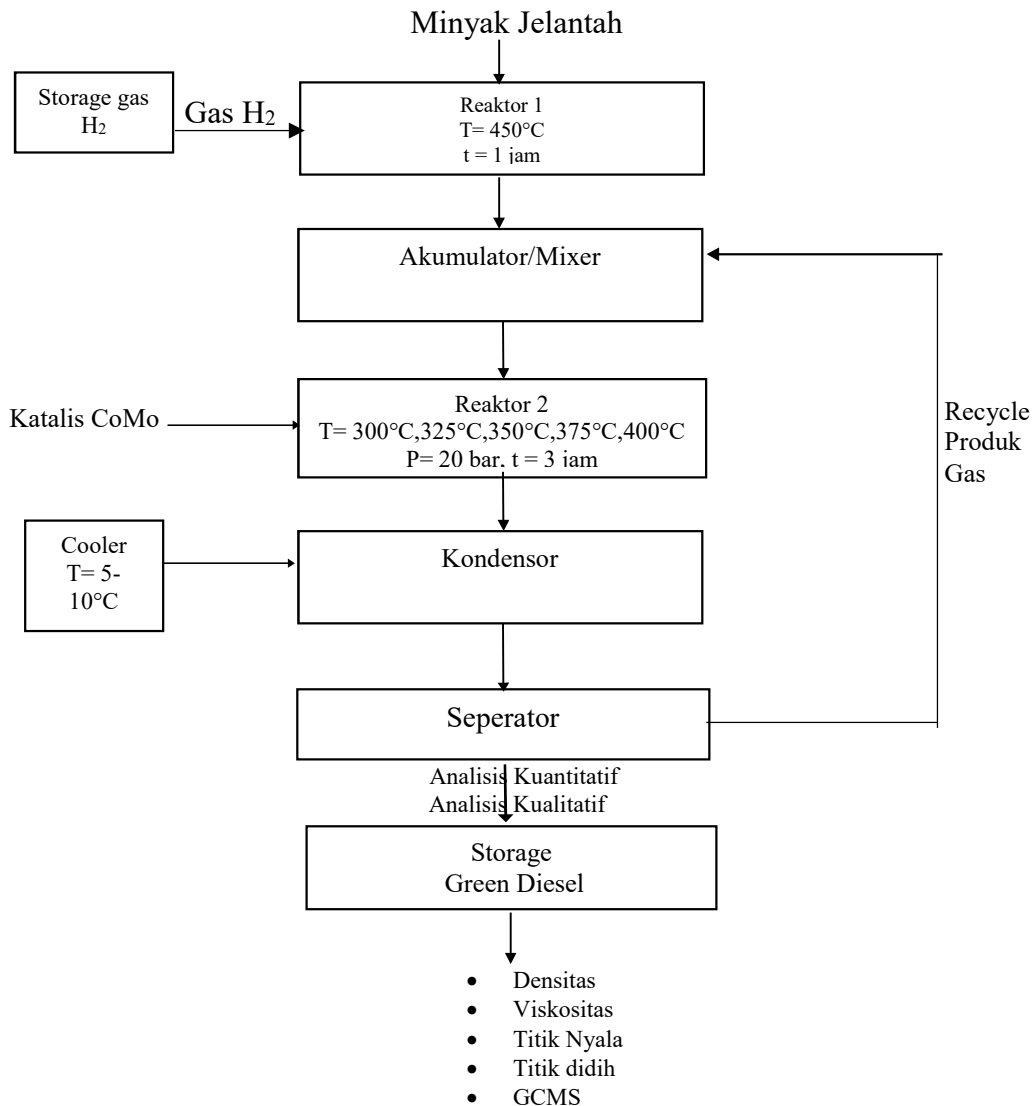 Minyak Jelantah
Storage gas
H₂
Gas H₂
Reaktor 1
T= 450°C
t = 1 jam
Akumulator/Mixer
Katalis CoMo
Reaktor 2
T= 300°C,325°C,350°C,375°C,400°C
P= 20 bar, t = 3 jam
Recycle
Produk
Gas
Cooler
T= 5-
10°C
Kondensor
Seperator
Analisis Kuantitatif
Analisis Kualitatif
Storage
Green Diesel
• Densitas
• Viskositas
• Titik Nyala
• Titik didih
• GCMS